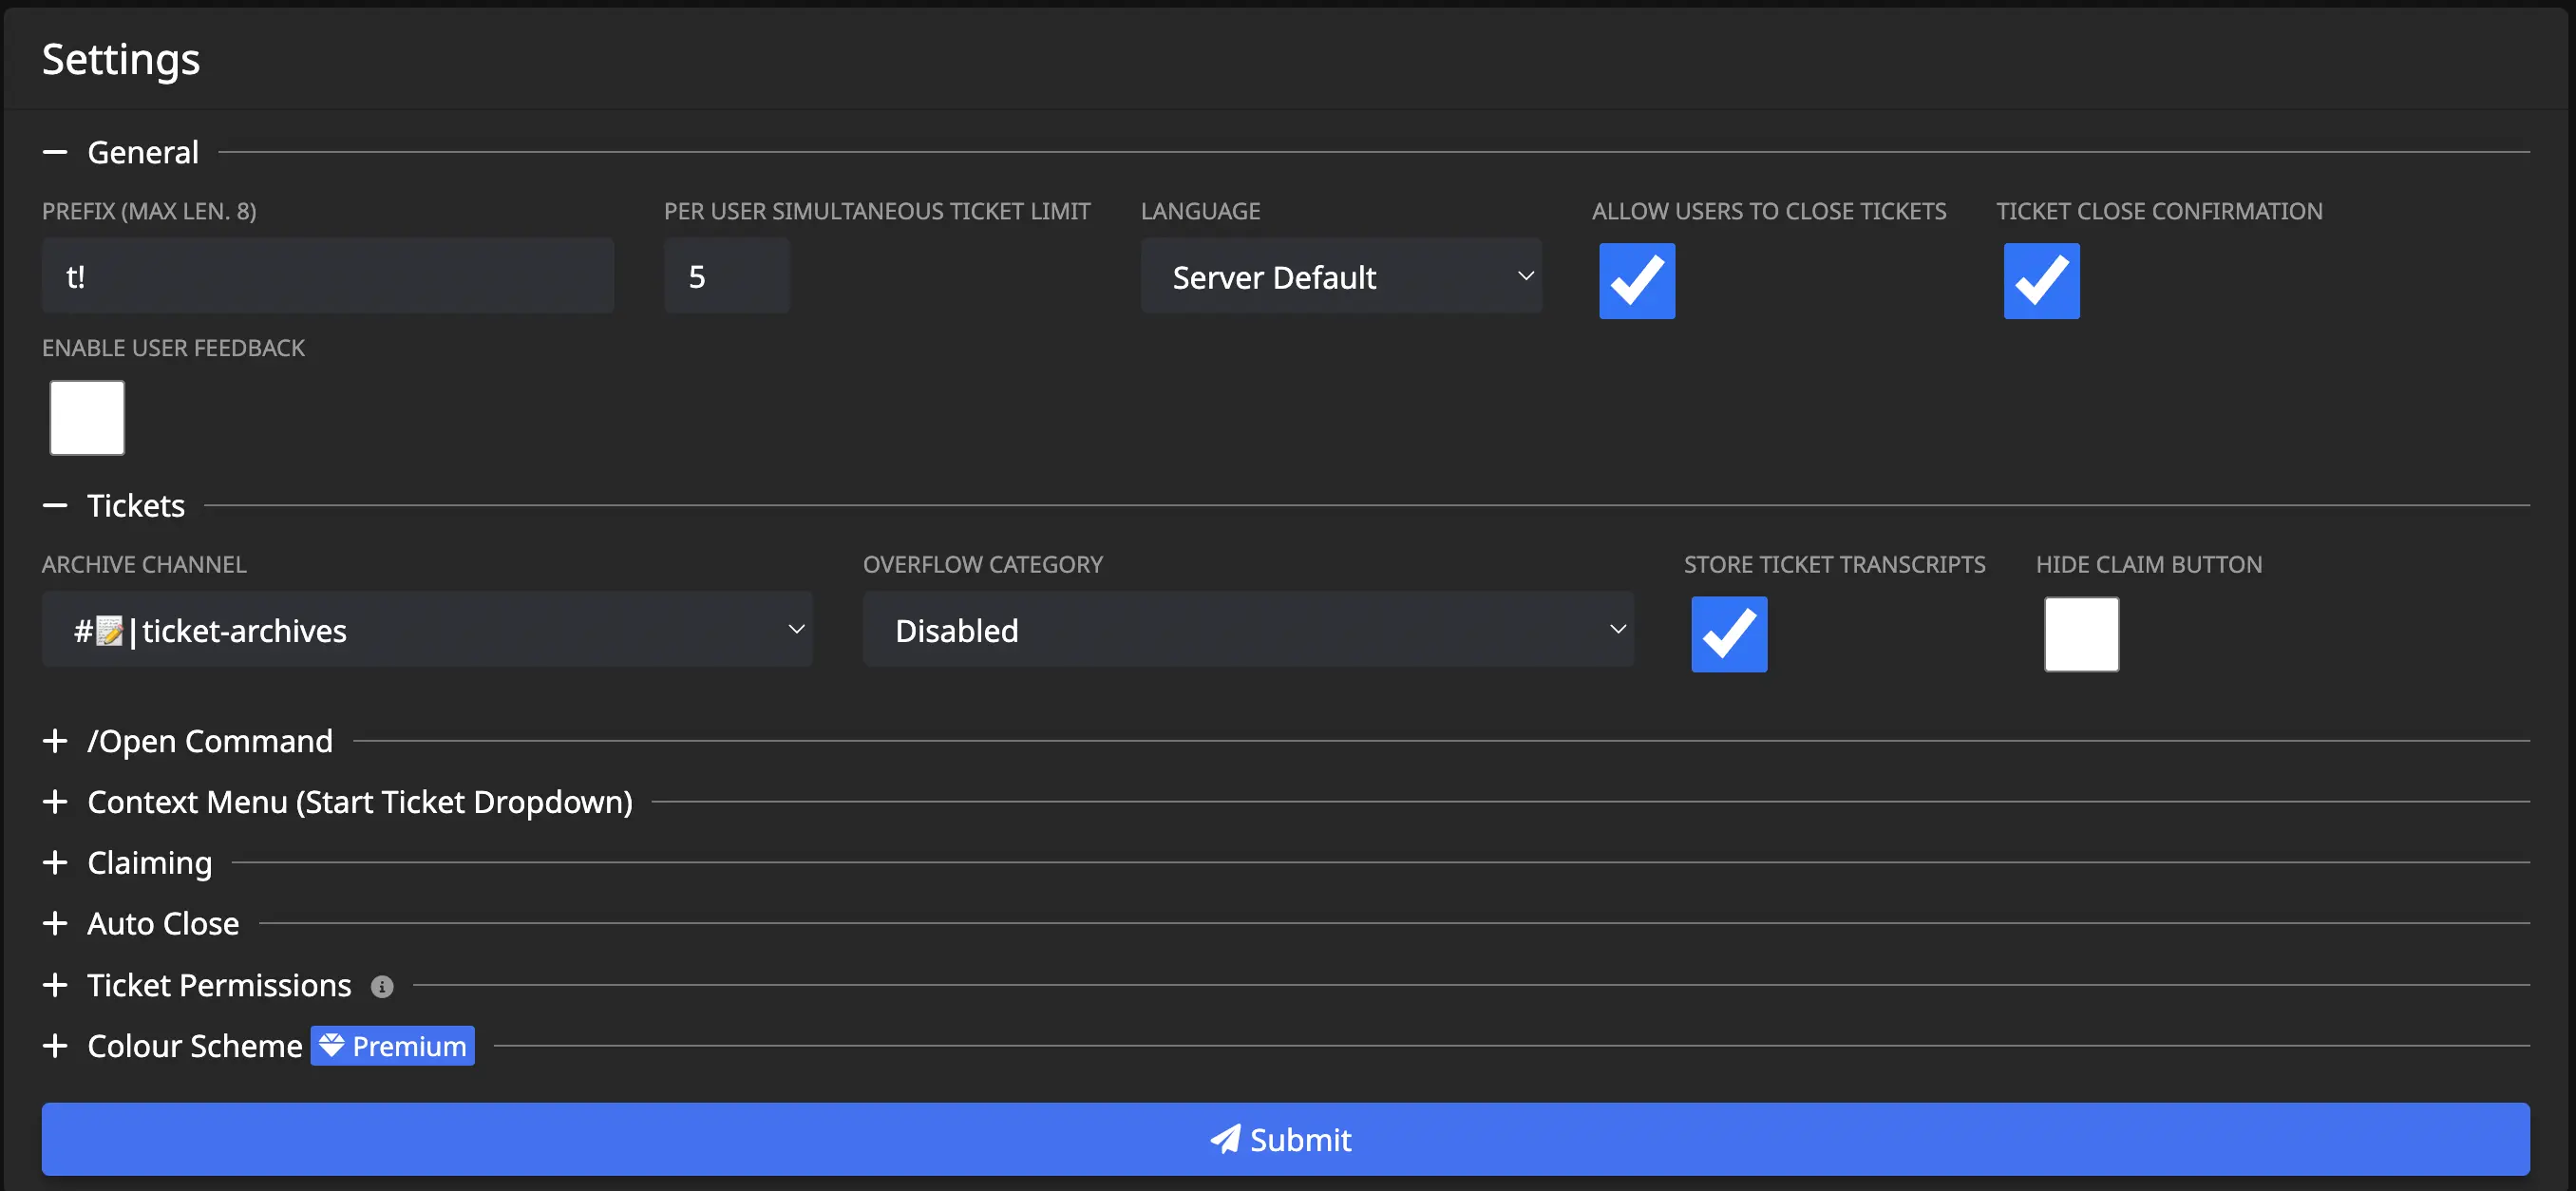 Settings
General
PREFIX (MAX LEN. 8) PER USER SIMULTANEOUS TICKET LIMIT LANGUAGE ALLOW USERS TO CLOSE TICKETS TICKET CLOSE CONFIRMATION
t! 5 Server Default
ENABLE USER FEEDBACK
Tickets
ARCHIVE CHANNEL OVERFLOW CATEGORY STORE TICKET TRANSCRIPTS HIDE CLAIM BUTTON
#📝|ticket-archives Disabled
/Open Command
Context Menu (Start Ticket Dropdown)
Claiming
Auto Close
Ticket Permissions
Colour Scheme Premium
Submit